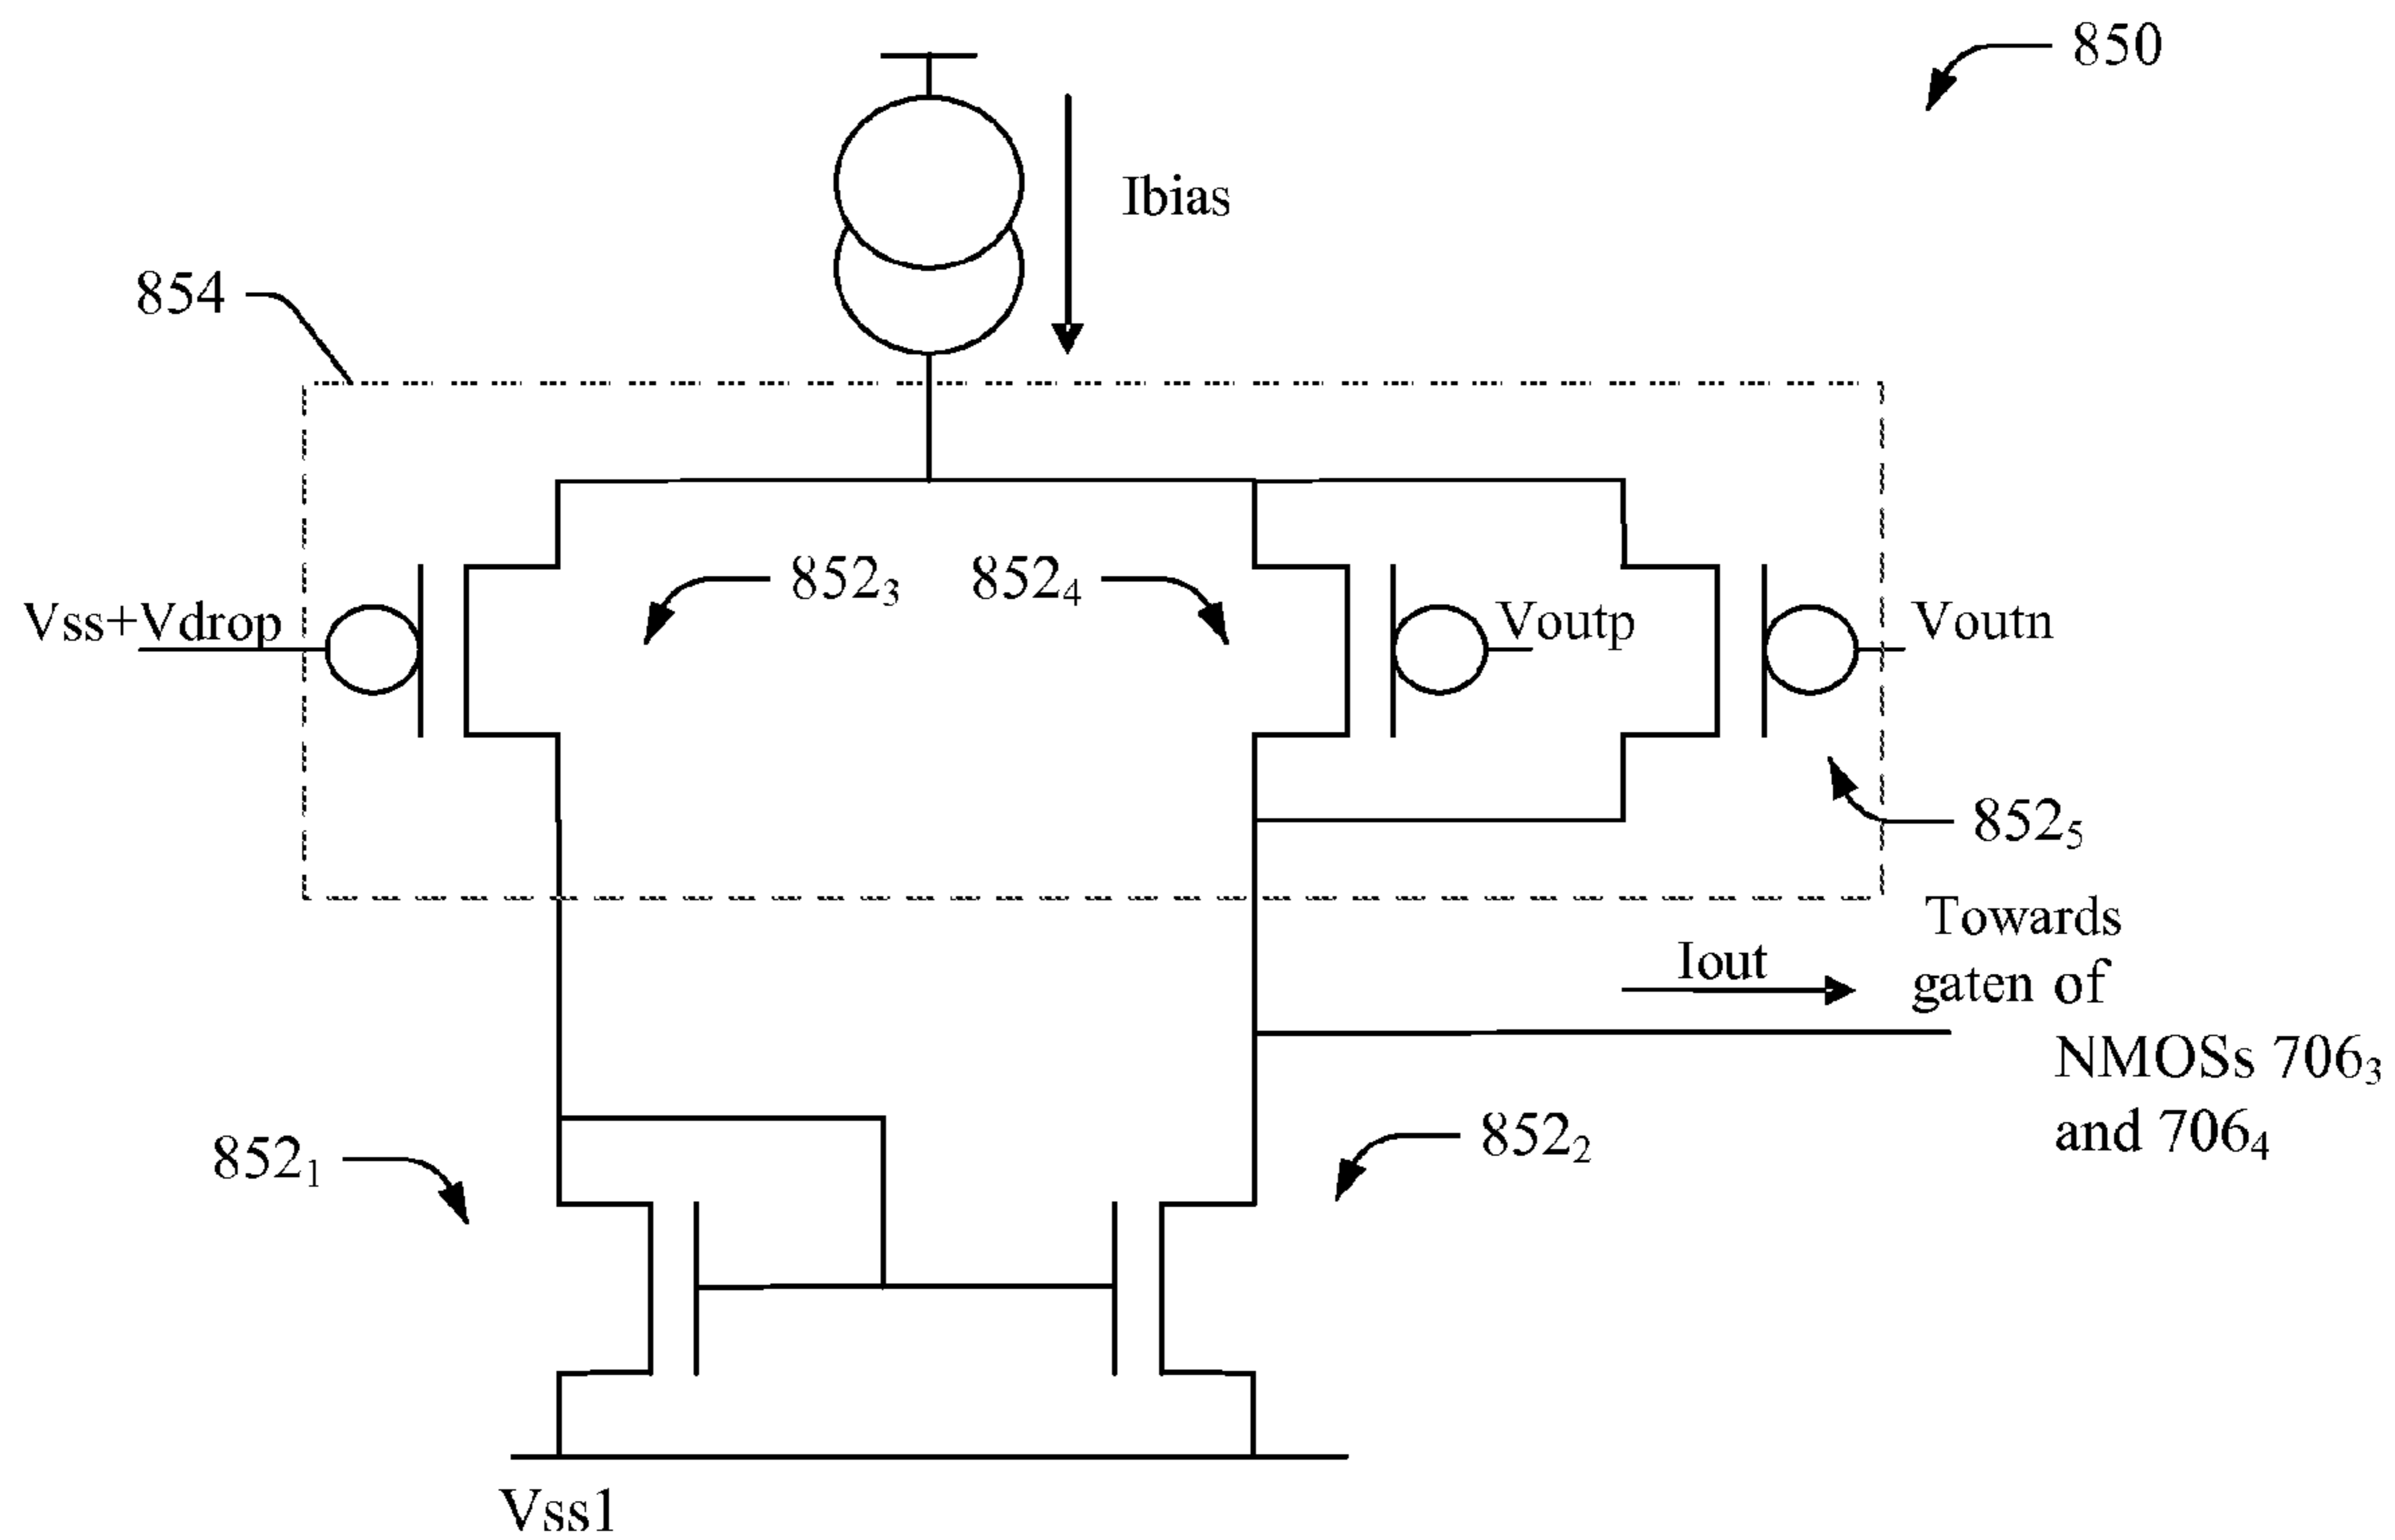 850
Ibias
854
852₃
852₄
Vss+Vdrop
Voutp
Voutn
852₅
Towards
gaten of
NMOSs 706₃
and 706₄
Iout
852₁
852₂
Vss1